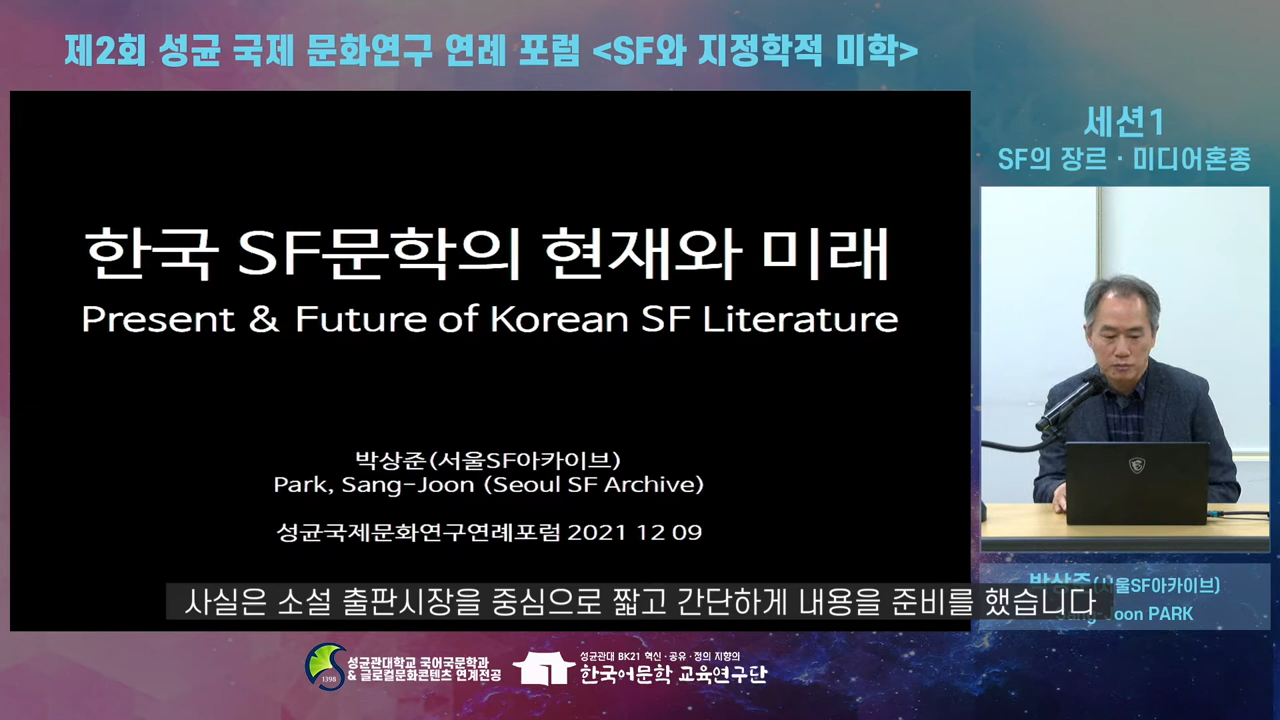 제2회 성균 국제 문화연구 연례 포럼 <SF와 지정학적 미학>
세션1
SF의 장르 · 미디어혼종
한국 SF문학의 현재와 미래
Present & Future of Korean SF Literature
박상준(서울SF아카이브)
Park, Sang-Joon (Seoul SF Archive)
성균국제문화연구연례포럼 2021 12 09
박상준(서울SF아카이브)
Sang-Joon PARK
사실은 소설 출판시장을 중심으로 짧고 간단하게 내용을 준비를 했습니다
1398
성균관대학교 국어국문학과
& 글로컬문화콘텐츠 연계전공
성균관대 BK21 혁신·공유·정의 지향의
한국어문학 교육연구단